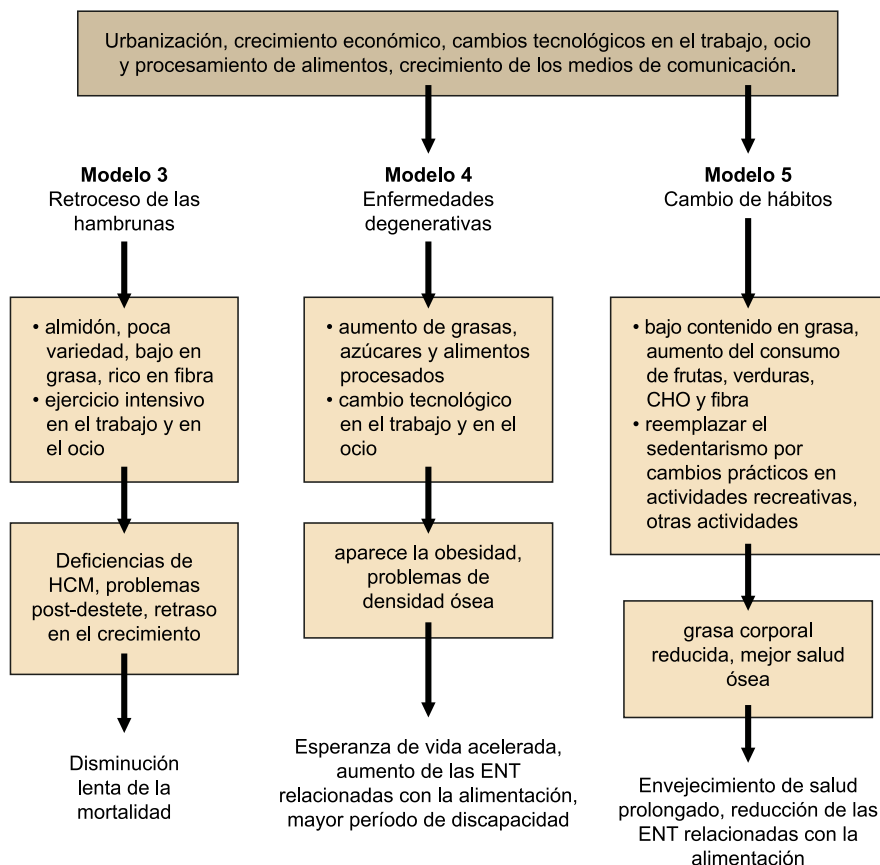 Urbanización, crecimiento económico, cambios tecnológicos en el trabajo, ocio
y procesamiento de alimentos, crecimiento de los medios de comunicación.
Modelo 3
Retroceso de las
hambrunas
• almidón, poca
variedad, bajo en
grasa, rico en fibra
• ejercicio intensivo
en el trabajo y en
el ocio
Deficiencias de
HCM, problemas
post-destete, retraso
en el crecimiento
Disminución
lenta de la
mortalidad
Modelo 4
Enfermedades
degenerativas
• aumento de grasas,
azúcares y alimentos
procesados
• cambio tecnológico
en el trabajo y en el
ocio
aparece la obesidad,
problemas de
densidad ósea
Esperanza de vida acelerada,
aumento de las ENT
relacionadas con la alimentación,
mayor período de discapacidad
Modelo 5
Cambio de hábitos
• bajo contenido en grasa,
aumento del consumo
de frutas, verduras,
CHO y fibra
• reemplazar el
sedentarismo por
cambios prácticos en
actividades recreativas,
otras actividades
grasa corporal
reducida, mejor salud
ósea
Envejecimiento de salud
prolongado, reducción de las
ENT relacionadas con la
alimentación